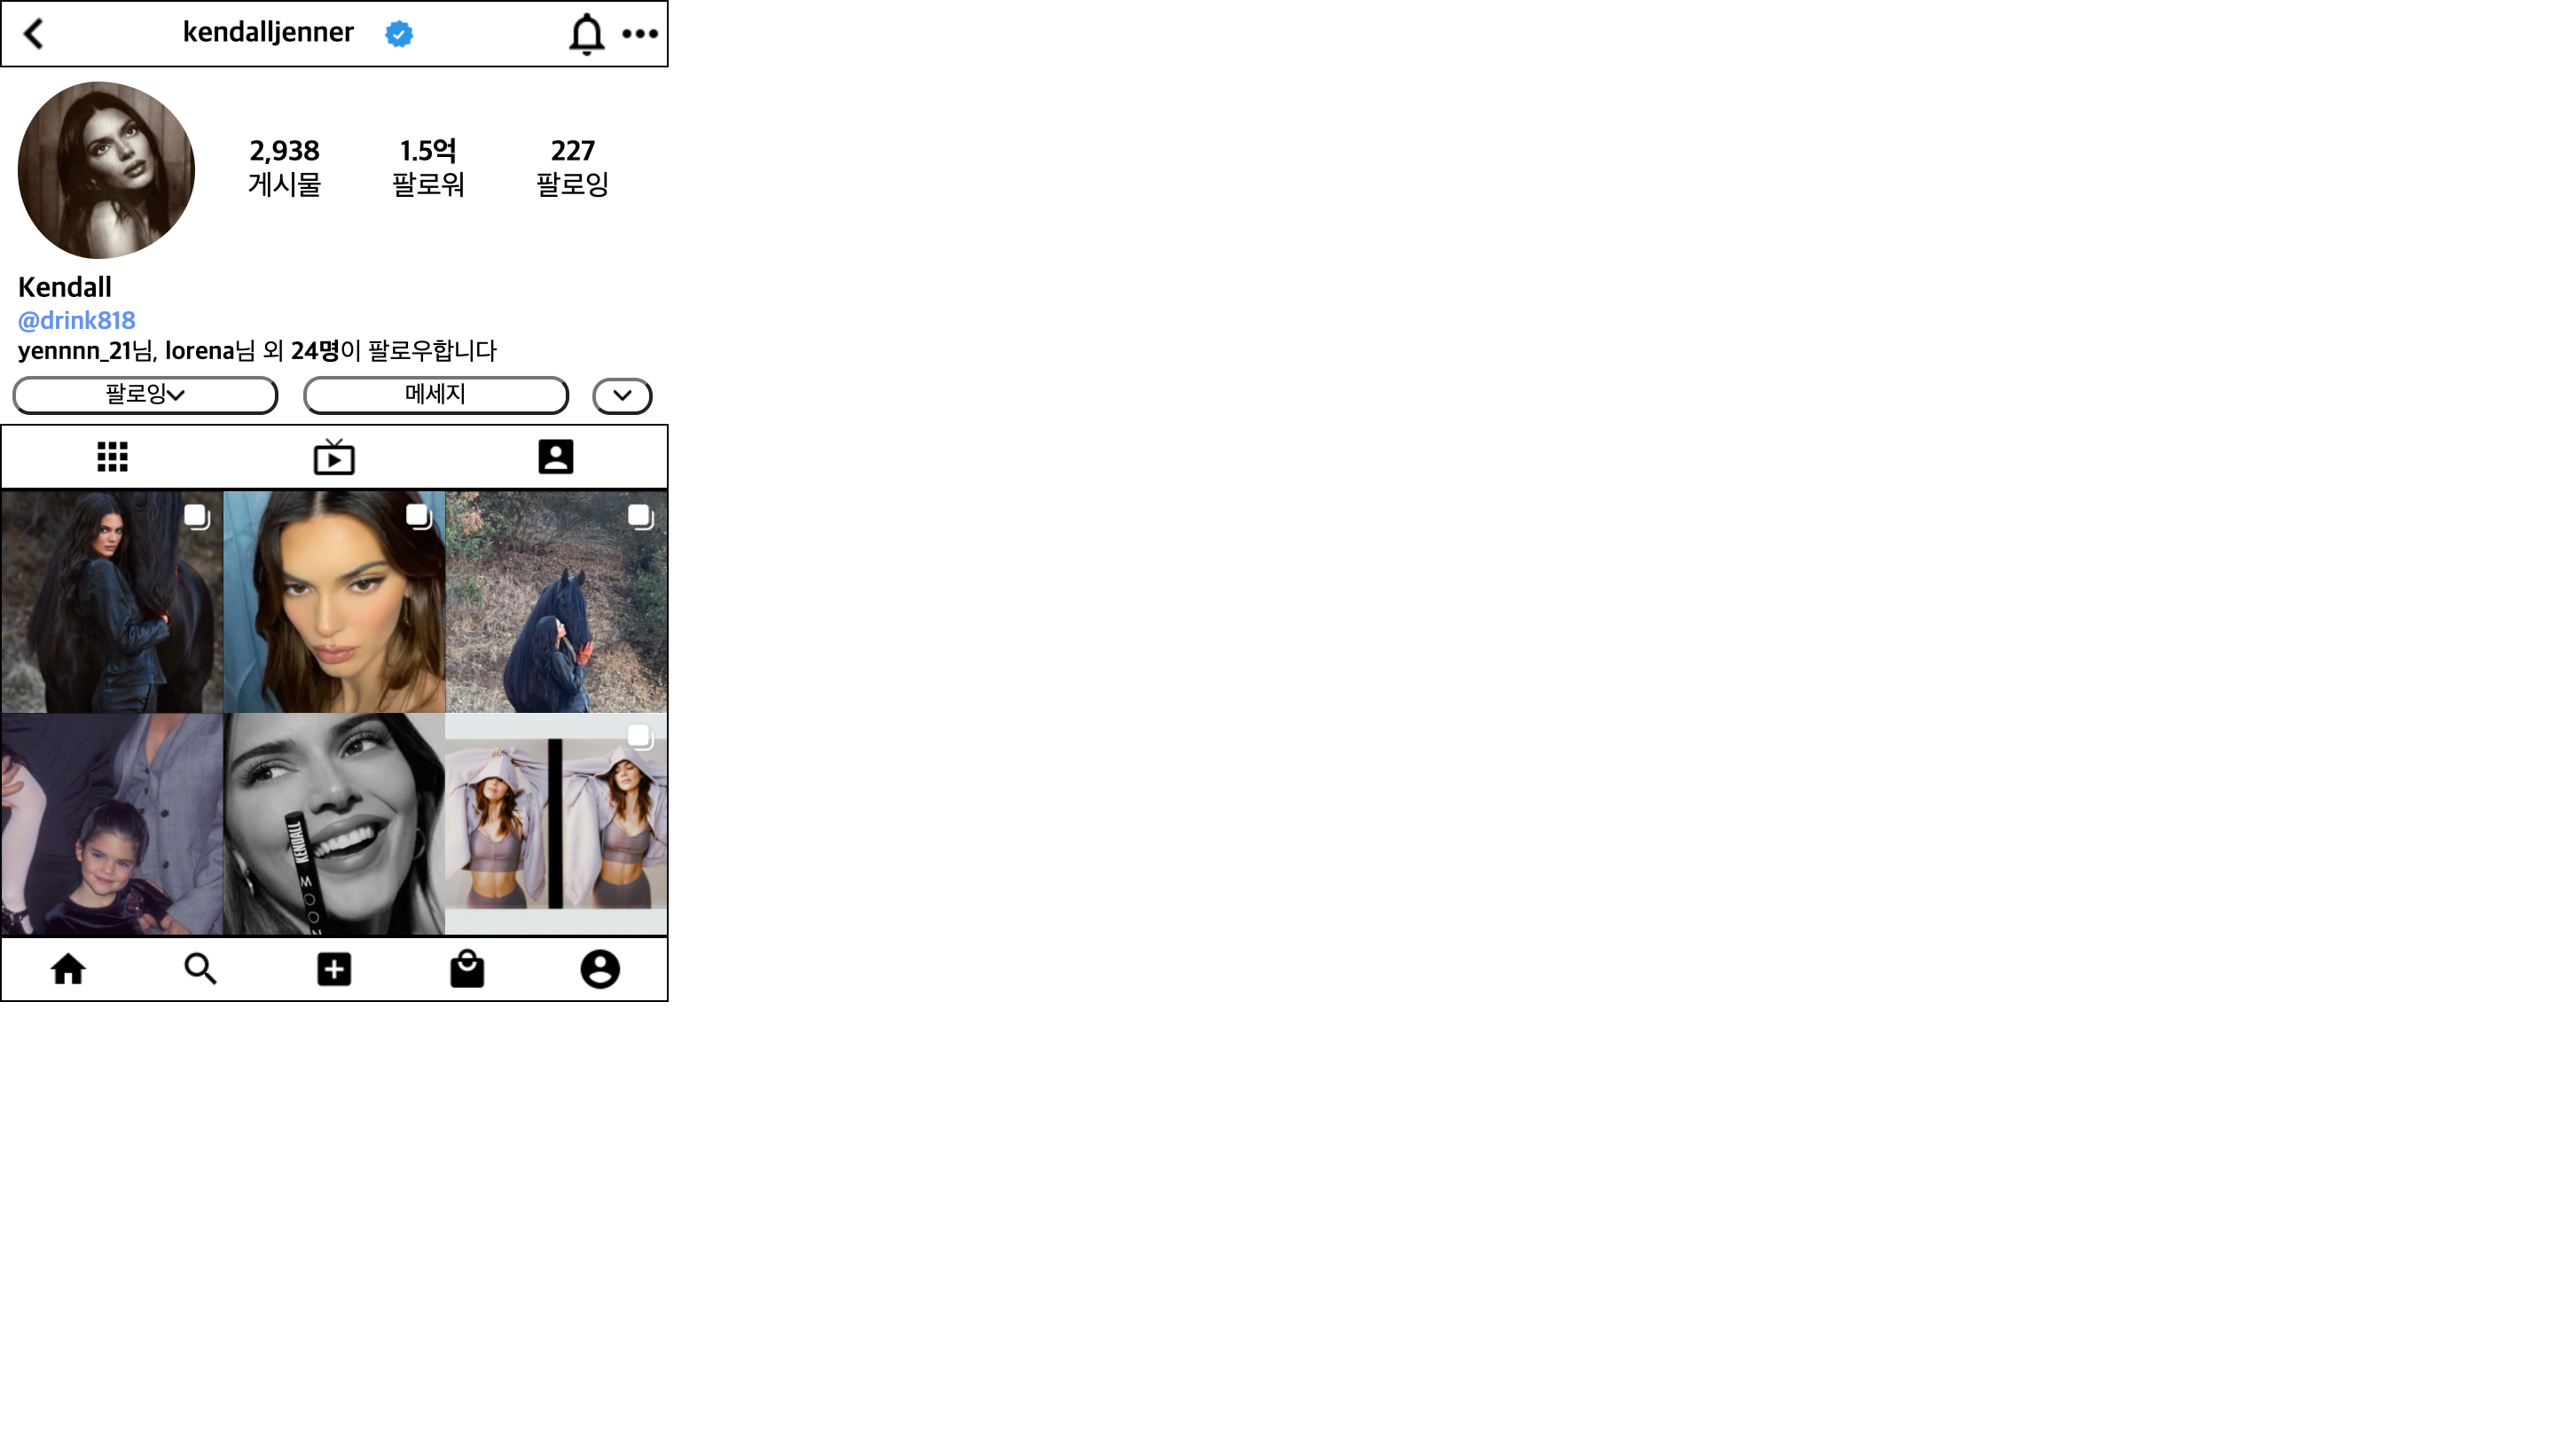 kendalljenner
2,938
게시물
1.5억
팔로워
227
팔로잉
Kendall
@drink818
yennnn_21님, lorena님 외 24명이 팔로우합니다
팔로잉
메세지
KENDALL
MOON